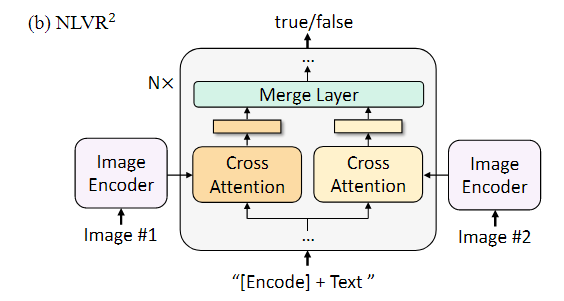 (b) NLVR²
true/false
...
N×
Merge Layer
Image
Encoder
Cross
Attention
Cross
Attention
Image
Encoder
Image #1
...
Image #2
“[Encode] + Text ”